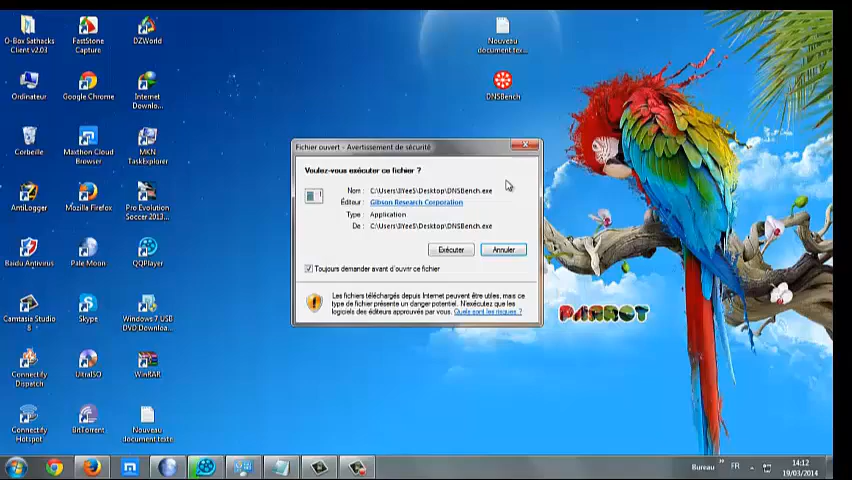 O-Box Sathacks
Client v2.03
FastStone
Capture
DZWorld
Nouveau
document tex...
Ordinateur
Google Chrome
Internet
Downlo...
DNSBench
Corbeille
Maxthon Cloud
Browser
MKN
TaskExplorer
AntiLogger
Mozilla Firefox
Pro Evolution
Soccer 2013...
Baidu Antivirus
Pale Moon
QQPlayer
Camtasia Studio
8
Skype
Windows 7 USB
DVD Downloa...
Connectify
Dispatch
UltraISO
WinRAR
Connectify
Hotspot
BitTorrent
Nouveau
document texte
Fichier ouvert - Avertissement de sécurité
Voulez-vous exécuter ce fichier ?
Nom : C:\Users\3YeeS\Desktop\DNSBench.exe
Éditeur : Gibson Research Corporation
Type : Application
De : C:\Users\3YeeS\Desktop\DNSBench.exe
Exécuter
Annuler
Toujours demander avant d'ouvrir ce fichier
Les fichiers téléchargés depuis Internet peuvent être utiles, mais ce
type de fichier présente un danger potentiel. N'exécutez que les
logiciels des éditeurs approuvés par vous. Quels sont les risques ?
PARROT
Bureau
»
FR
14:12
19/03/2014